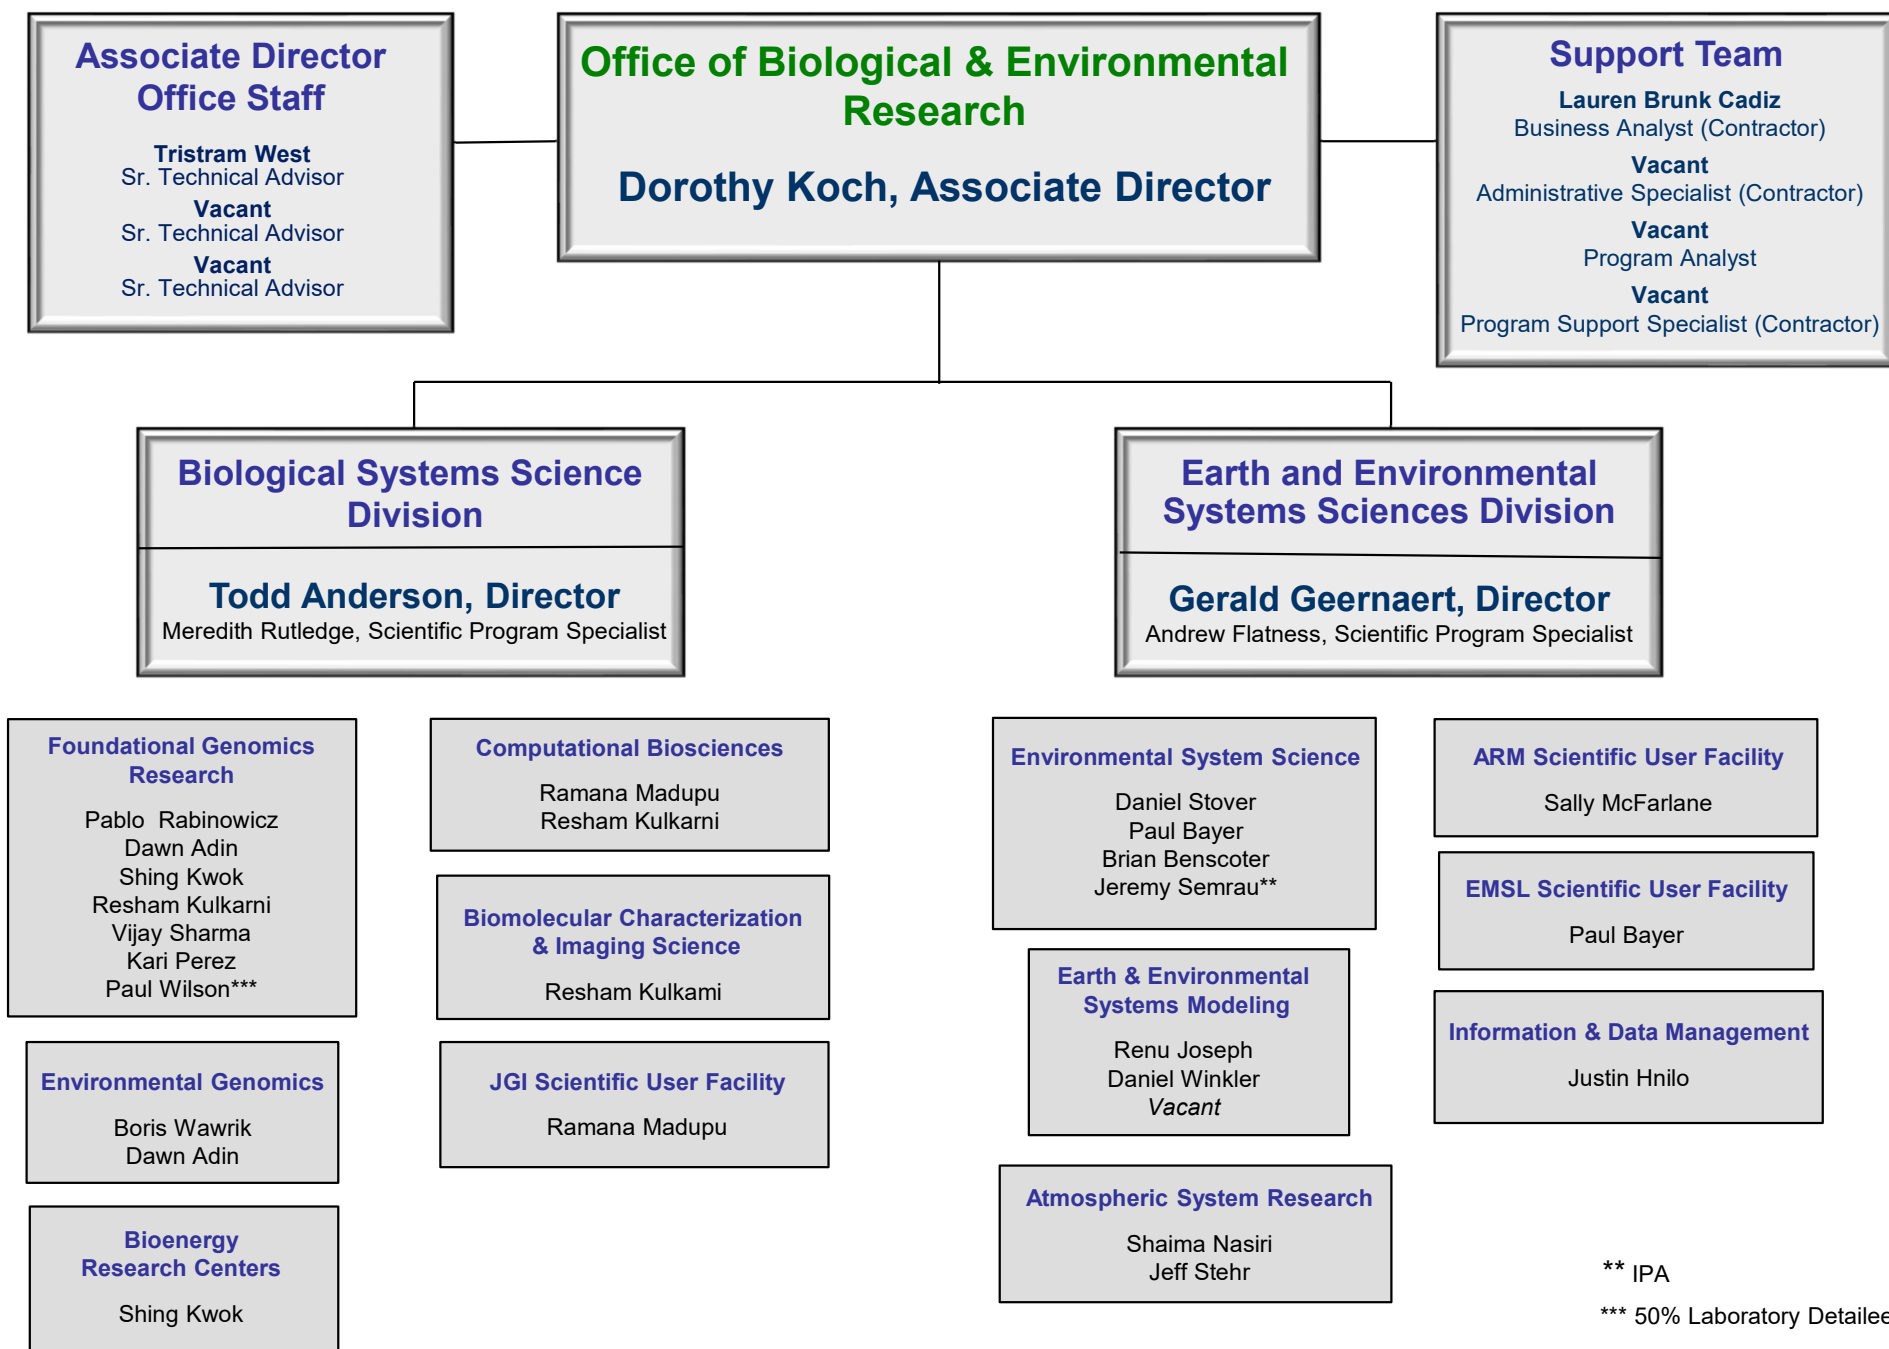 Associate Director
Office Staff
Tristram West
Sr. Technical Advisor
Vacant
Sr. Technical Advisor
Vacant
Sr. Technical Advisor
Office of Biological & Environmental
Research
Dorothy Koch, Associate Director
Support Team
Lauren Brunk Cadiz
Business Analyst (Contractor)
Vacant
Administrative Specialist (Contractor)
Vacant
Program Analyst
Vacant
Program Support Specialist (Contractor)
Biological Systems Science
Division
Todd Anderson, Director
Meredith Rutledge, Scientific Program Specialist
Earth and Environmental
Systems Sciences Division
Gerald Geernaert, Director
Andrew Flatness, Scientific Program Specialist
Foundational Genomics
Research
Pablo Rabinowicz
Dawn Adin
Shing Kwok
Resham Kulkarni
Vijay Sharma
Kari Perez
Paul Wilson***
Environmental Genomics
Boris Wawrik
Dawn Adin
Bioenergy
Research Centers
Shing Kwok
Computational Biosciences
Ramana Madupu
Resham Kulkarni
Biomolecular Characterization
& Imaging Science
Resham Kulkami
JGI Scientific User Facility
Ramana Madupu
Environmental System Science
Daniel Stover
Paul Bayer
Brian Benscoter
Jeremy Semrau**
Earth & Environmental
Systems Modeling
Renu Joseph
Daniel Winkler
Vacant
Atmospheric System Research
Shaima Nasiri
Jeff Stehr
ARM Scientific User Facility
Sally McFarlane
EMSL Scientific User Facility
Paul Bayer
Information & Data Management
Justin Hnilo
** IPA
*** 50% Laboratory Detailee